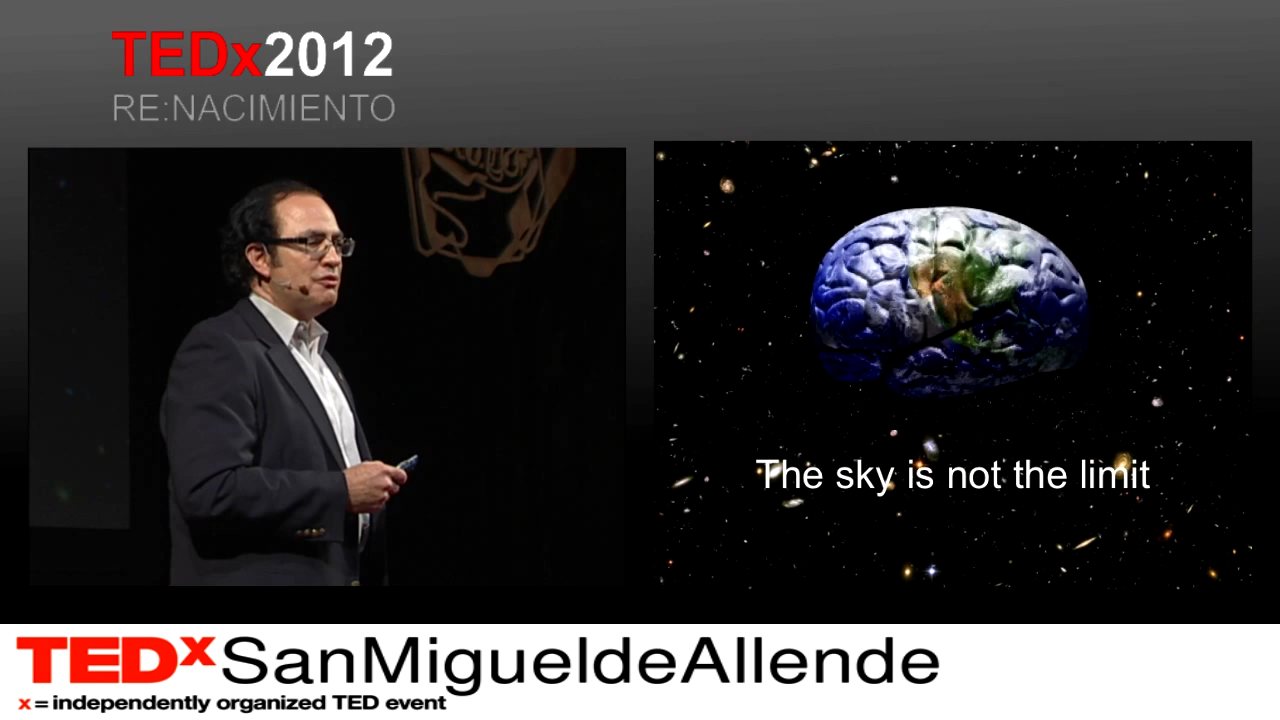 TEDx2012
RE:NACIMIENTO
The sky is not the limit
TEDxSanMigueldeAllende
x = independently organized TED event